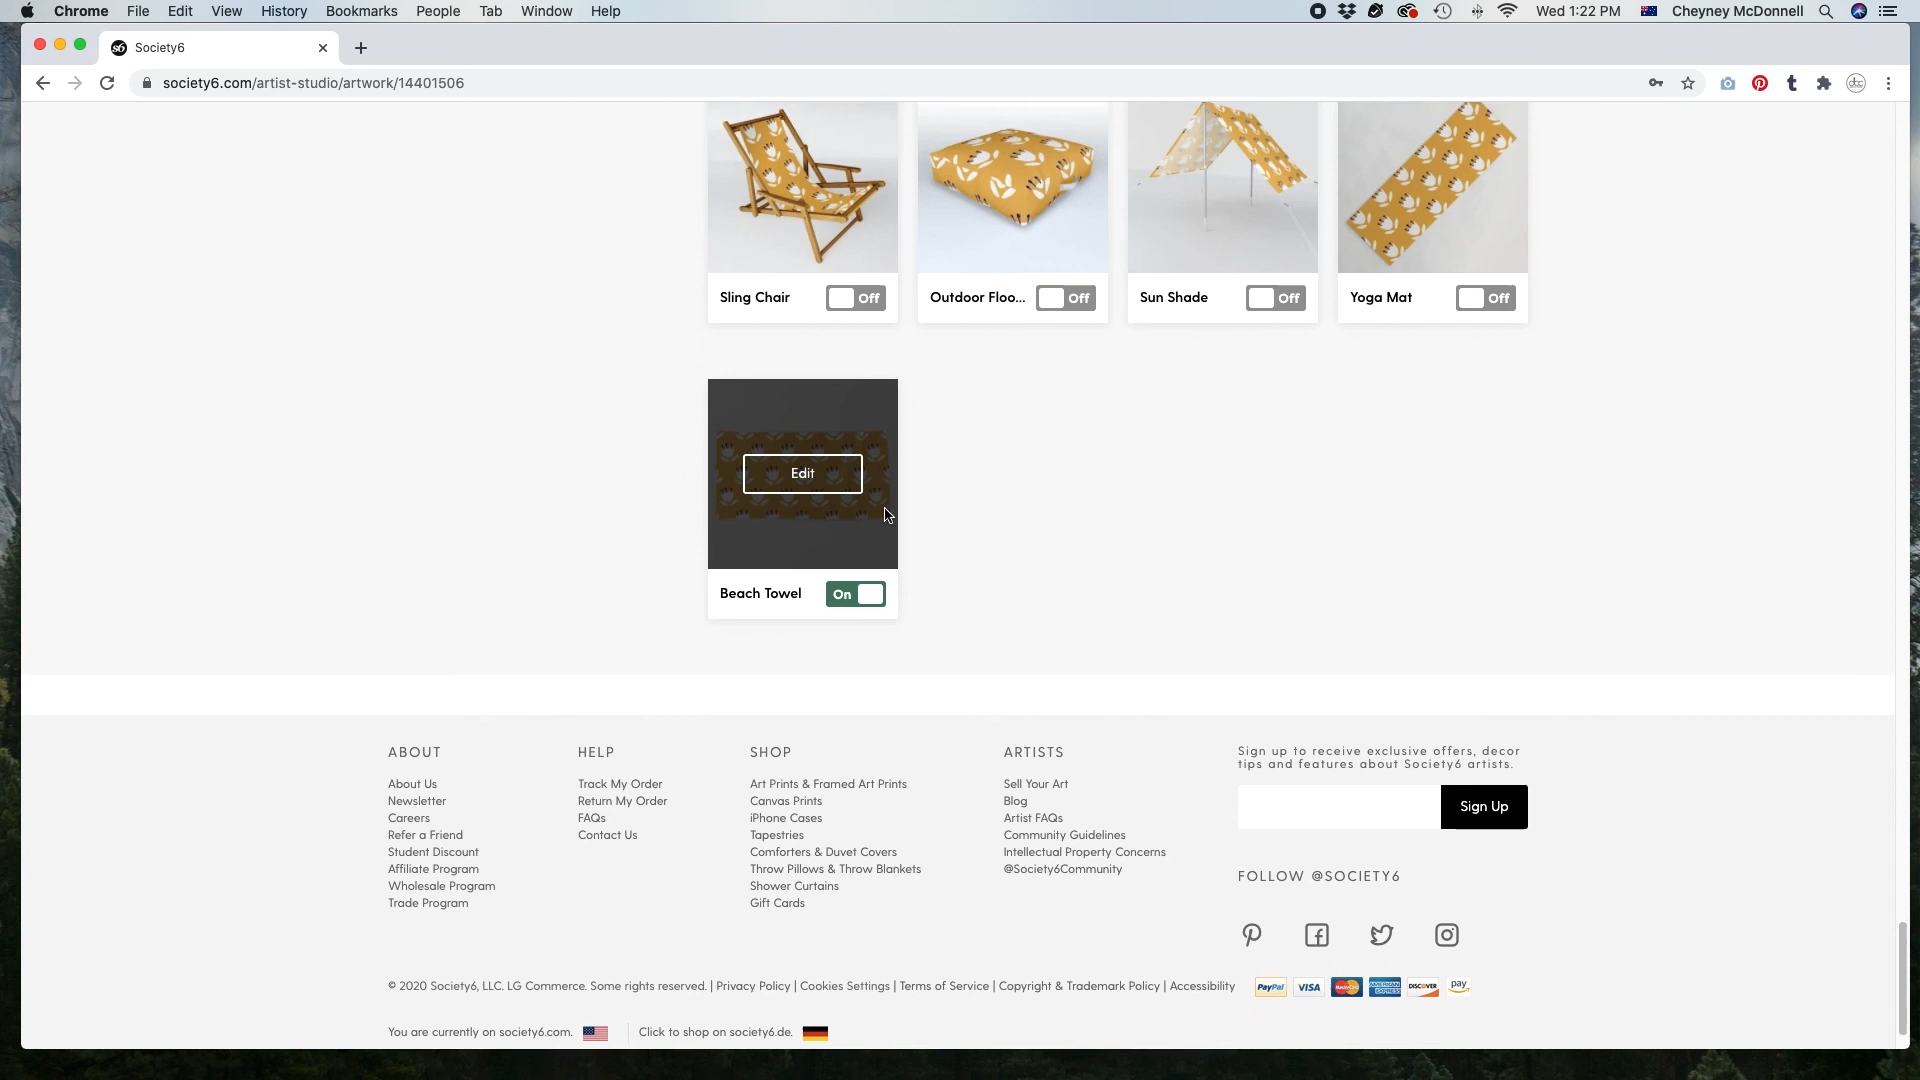 Chrome File Edit View History Bookmarks People Tab Window Help Wed 1:22 PM Cheyney McDonnell
Society6
society6.com/artist-studio/artwork/14401506
Sling Chair Off Outdoor Floo... Off Sun Shade Off Yoga Mat Off
Edit
Beach Towel On
ABOUT
About Us
Newsletter
Careers
Refer a Friend
Student Discount
Affiliate Program
Wholesale Program
Trade Program
HELP
Track My Order
Return My Order
FAQs
Contact Us
SHOP
Art Prints & Framed Art Prints
Canvas Prints
iPhone Cases
Tapestries
Comforters & Duvet Covers
Throw Pillows & Throw Blankets
Shower Curtains
Gift Cards
ARTISTS
Sell Your Art
Blog
Artist FAQs
Community Guidelines
Intellectual Property Concerns
@Society6Community
Sign up to receive exclusive offers, decor
tips and features about Society6 artists.
Sign Up
FOLLOW @SOCIETY6
© 2020 Society6, LLC. LG Commerce. Some rights reserved. | Privacy Policy | Cookies Settings | Terms of Service | Copyright & Trademark Policy | Accessibility PayPal VISA MasterCard AMERICAN EXPRESS DISCOVER pay
You are currently on society6.com. Click to shop on society6.de.